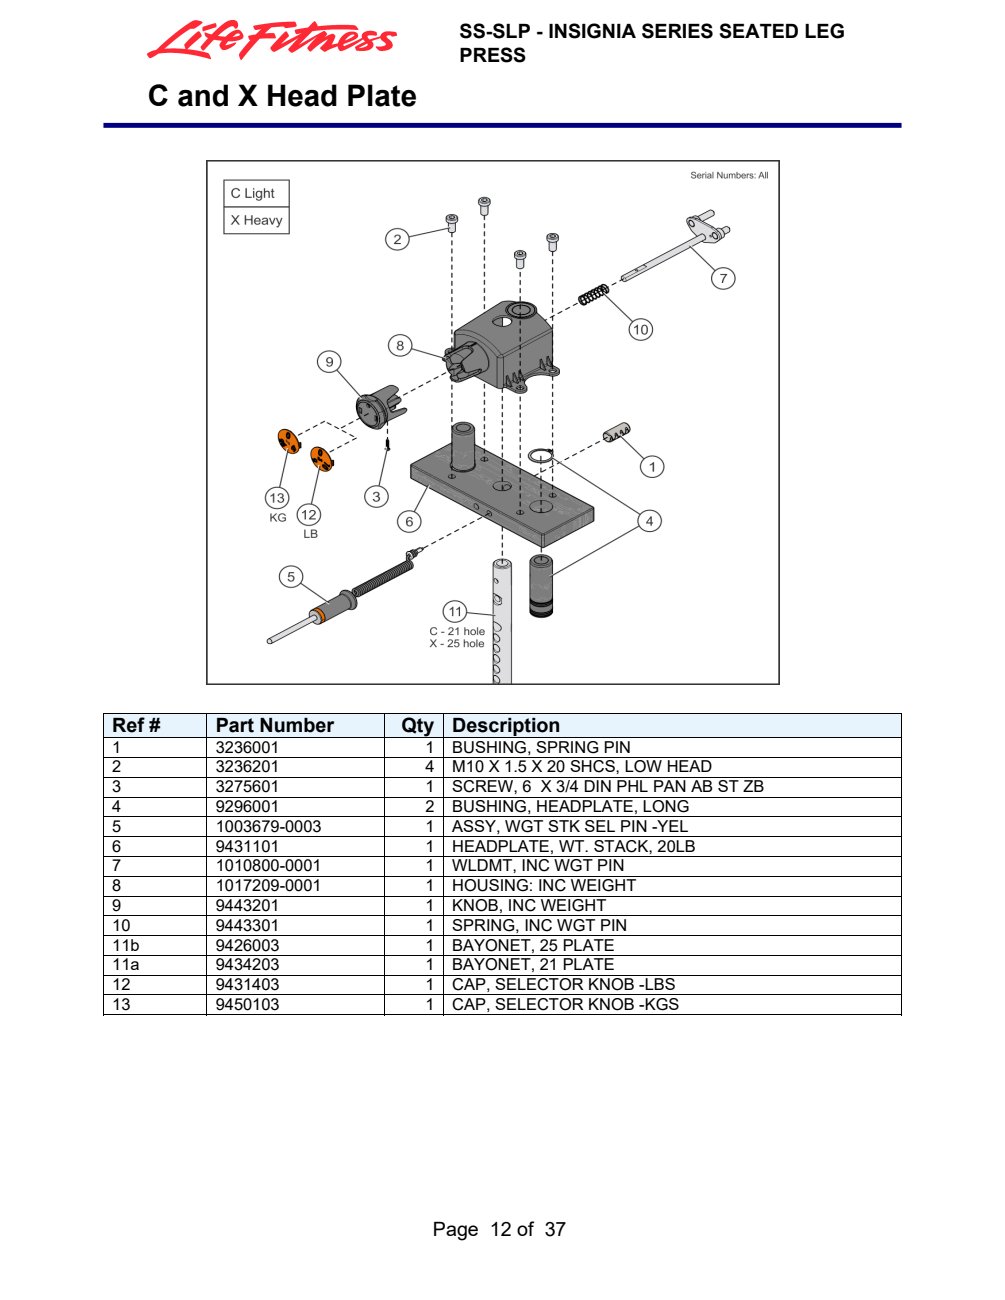 Life Fitness
SS-SLP - INSIGNIA SERIES SEATED LEG
PRESS
C and X Head Plate
Serial Numbers: All
C Light
X Heavy
2
7
10
8
9
1
13
KG
12
LB
3
6
4
5
11
C - 21 hole
X - 25 hole
Ref # Part Number Qty Description
1 3236001 1 BUSHING, SPRING PIN
2 3236201 4 M10 X 1.5 X 20 SHCS, LOW HEAD
3 3275601 1 SCREW, 6  X 3/4 DIN PHL PAN AB ST ZB
4 9296001 2 BUSHING, HEADPLATE, LONG
5 1003679-0003 1 ASSY, WGT STK SEL PIN -YEL
6 9431101 1 HEADPLATE, WT. STACK, 20LB
7 1010800-0001 1 WLDMT, INC WGT PIN
8 1017209-0001 1 HOUSING: INC WEIGHT
9 9443201 1 KNOB, INC WEIGHT
10 9443301 1 SPRING, INC WGT PIN
11b 9426003 1 BAYONET, 25 PLATE
11a 9434203 1 BAYONET, 21 PLATE
12 9431403 1 CAP, SELECTOR KNOB -LBS
13 9450103 1 CAP, SELECTOR KNOB -KGS
Page  12 of  37